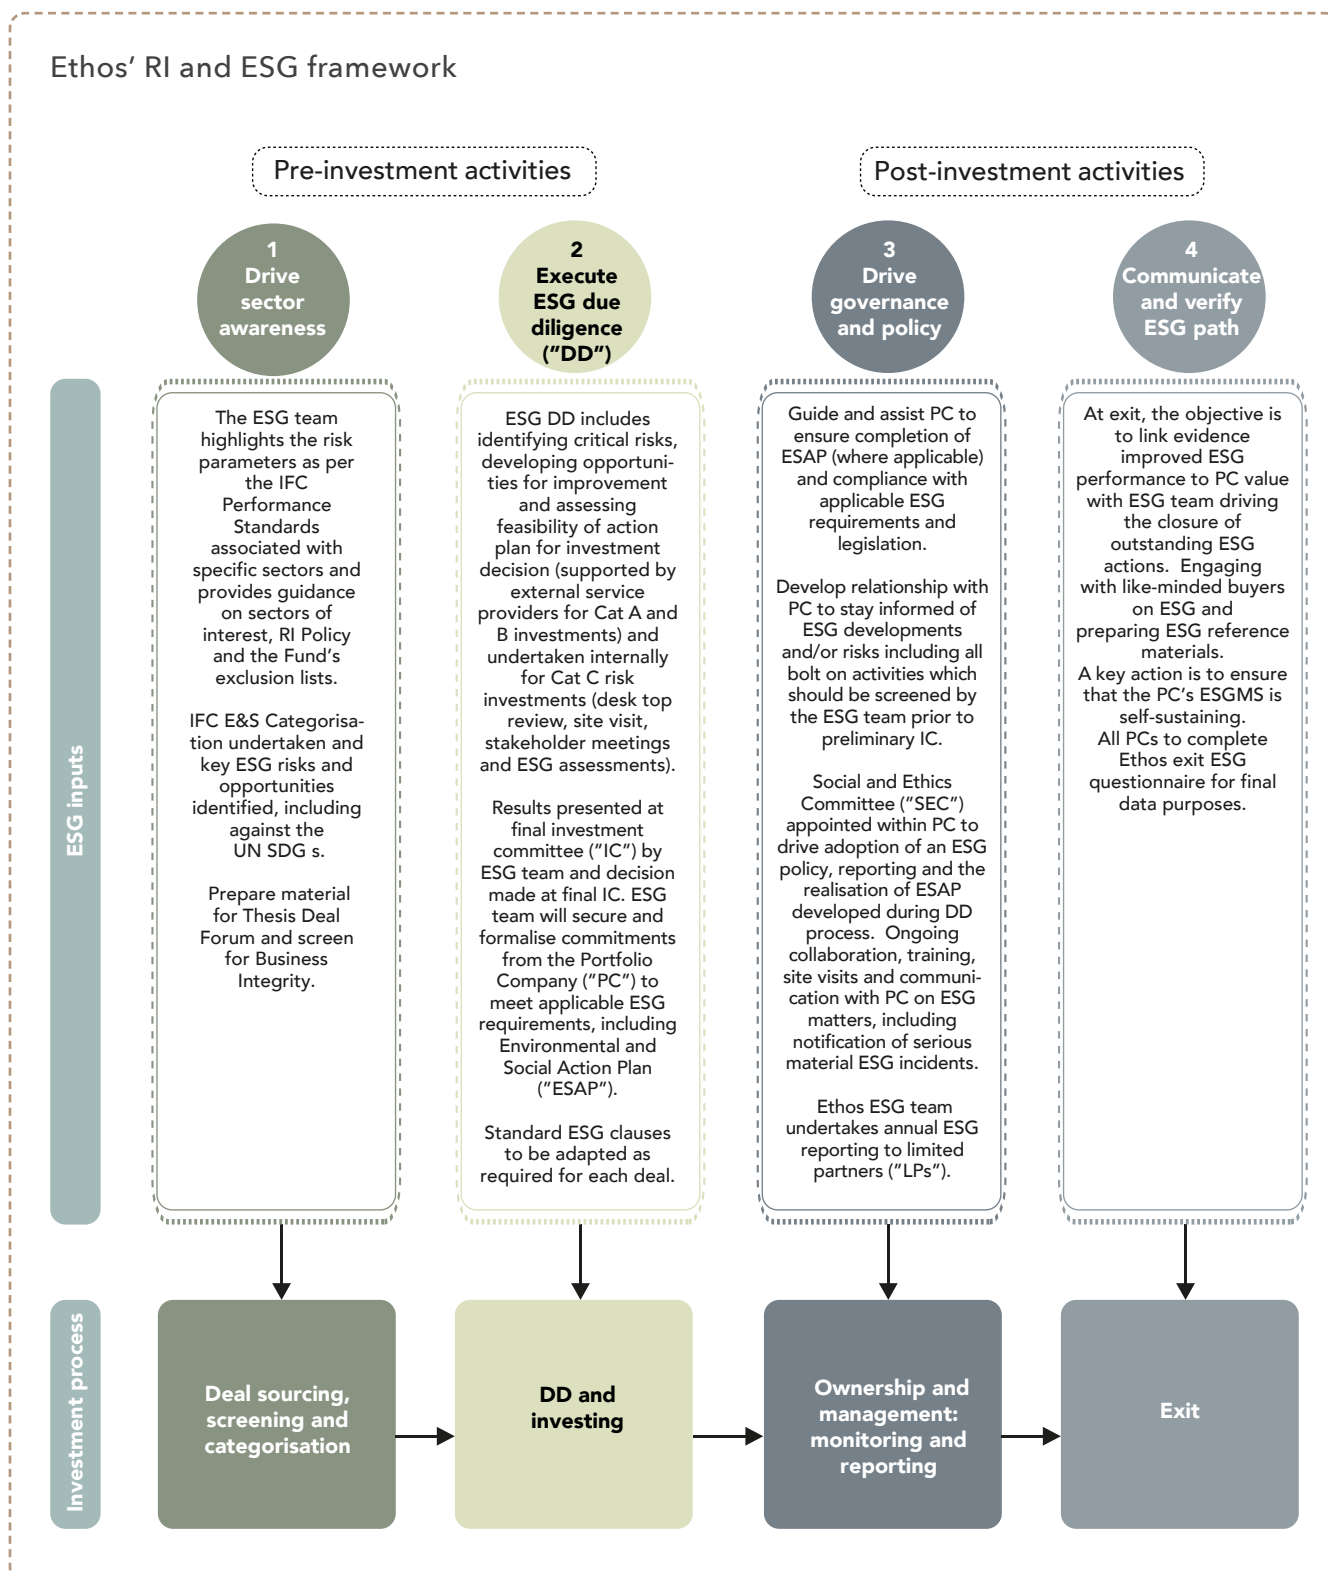 Ethos’ RI and ESG framework
Pre-investment activities
Post-investment activities
1
Drive
sector
awareness
2
Execute
ESG due
diligence
(“DD”)
3
Drive
governance
and policy
4
Communicate
and verify
ESG path
ESG inputs
The ESG team
highlights the risk
parameters as per
the IFC
Performance
Standards
associated with
specific sectors and
provides guidance
on sectors of
interest, RI Policy
and the Fund’s
exclusion lists.
IFC E&S Categorisa-
tion undertaken and
key ESG risks and
opportunities
identified, including
against the
UN SDG s.
Prepare material
for Thesis Deal
Forum and screen
for Business
Integrity.
ESG DD includes
identifying critical risks,
developing opportuni-
ties for improvement
and assessing
feasibility of action
plan for investment
decision (supported by
external service
providers for Cat A and
B investments) and
undertaken internally
for Cat C risk
investments (desk top
review, site visit,
stakeholder meetings
and ESG assessments).
Results presented at
final investment
committee (“IC”) by
ESG team and decision
made at final IC. ESG
team will secure and
formalise commitments
from the Portfolio
Company (“PC”) to
meet applicable ESG
requirements, including
Environmental and
Social Action Plan
(“ESAP”).
Standard ESG clauses
to be adapted as
required for each deal.
Guide and assist PC to
ensure completion of
ESAP (where applicable)
and compliance with
applicable ESG
requirements and
legislation.
Develop relationship with
PC to stay informed of
ESG developments
and/or risks including all
bolt on activities which
should be screened by
the ESG team prior to
preliminary IC.
Social and Ethics
Committee (“SEC”)
appointed within PC to
drive adoption of an ESG
policy, reporting and the
realisation of ESAP
developed during DD
process. Ongoing
collaboration, training,
site visits and communi-
cation with PC on ESG
matters, including
notification of serious
material ESG incidents.
Ethos ESG team
undertakes annual ESG
reporting to limited
partners (“LPs”).
At exit, the objective is
to link evidence
improved ESG
performance to PC value
with ESG team driving
the closure of
outstanding ESG
actions. Engaging
with like-minded buyers
on ESG and
preparing ESG reference
materials.
A key action is to ensure
that the PC’s ESGMS is
self-sustaining.
All PCs to complete
Ethos exit ESG
questionnaire for final
data purposes.
Investment process
Deal sourcing,
screening and
categorisation
DD and
investing
Ownership and
management:
monitoring and
reporting
Exit